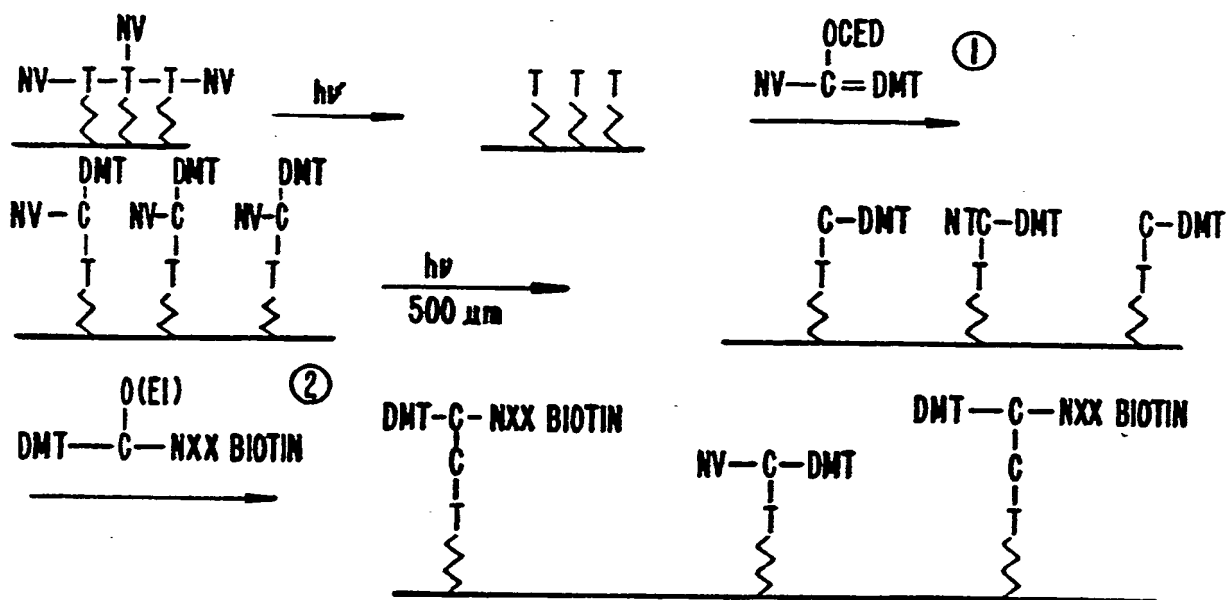 NV
NV—T—T—T—NV
hν
T T T
OCED
NV—C=DMT
①
DMT DMT DMT
NV—C NV—C NV—C
T T T
hν
500 µm
C—DMT NTC—DMT C—DMT
T T T
②
O(EI)
DMT—C—NXX BIOTIN
DMT—C—NXX BIOTIN
C
T
NV—C—DMT
T
DMT—C—NXX BIOTIN
C
C
T